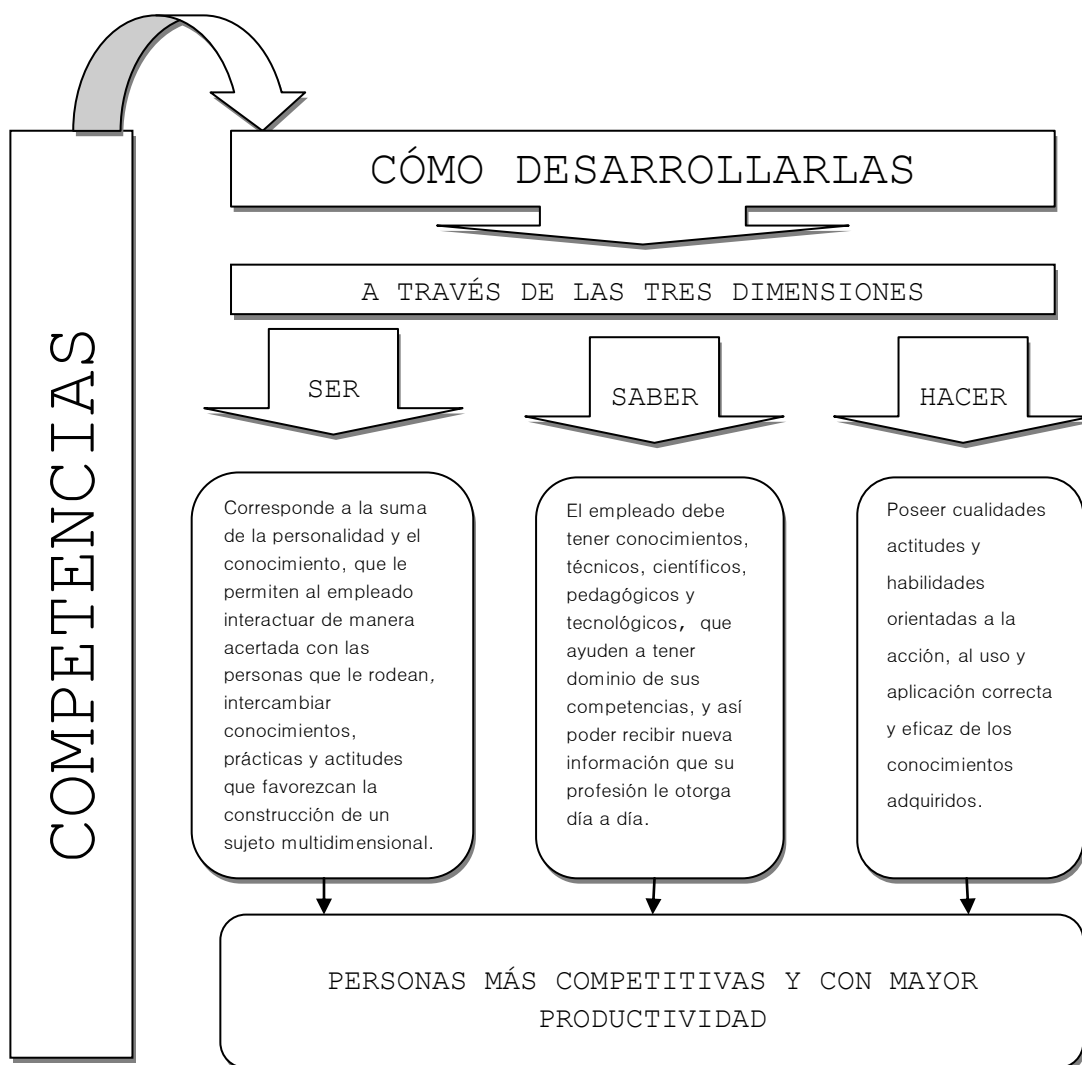 COMPETENCIAS
CÓMO DESARROLLARLAS
A TRAVÉS DE LAS TRES DIMENSIONES
SER
SABER
HACER
Corresponde a la suma
de la personalidad y el
conocimiento, que le
permiten al empleado
interactuar de manera
acertada con las
personas que le rodean,
intercambiar
conocimientos,
prácticas y actitudes
que favorezcan la
construcción de un
sujeto multidimensional.
El empleado debe
tener conocimientos,
técnicos, científicos,
pedagógicos y
tecnológicos, que
ayuden a tener
dominio de sus
competencias, y así
poder recibir nueva
información que su
profesión le otorga
día a día.
Poseer cualidades
actitudes y
habilidades
orientadas a la
acción, al uso y
aplicación correcta
y eficaz de los
conocimientos
adquiridos.
PERSONAS MÁS COMPETITIVAS Y CON MAYOR
PRODUCTIVIDAD